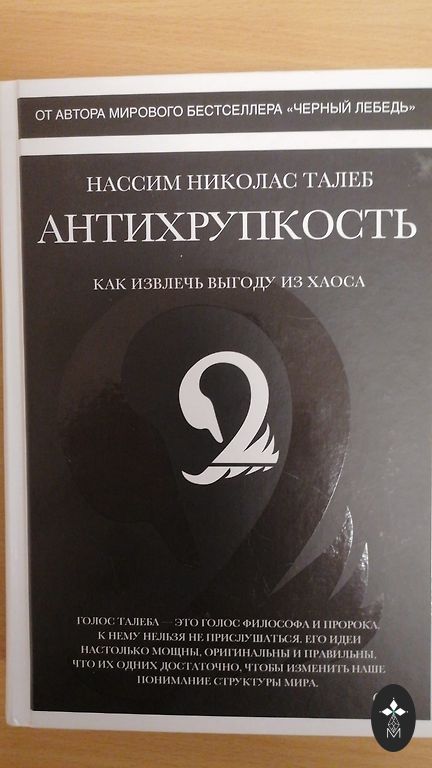 ОТ АВТОРА МИРОВОГО БЕСТСЕЛЛЕРА «ЧЕРНЫЙ ЛЕБЕДЬ»
НАССИМ НИКОЛАС ТАЛЕБ
АНТИХРУПКОСТЬ
КАК ИЗВЛЕЧЬ ВЫГОДУ ИЗ ХАОСА
ГОЛОС ТАЛЕБА — ЭТО ГОЛОС ФИЛОСОФА И ПРОРОКА.
К НЕМУ НЕЛЬЗЯ НЕ ПРИСЛУШАТЬСЯ. ЕГО ИДЕИ
НАСТОЛЬКО МОЩНЫ, ОРИГИНАЛЬНЫ И ПРАВИЛЬНЫ,
ЧТО ИХ ОДНИХ ДОСТАТОЧНО, ЧТОБЫ ИЗМЕНИТЬ НАШЕ
ПОНИМАНИЕ СТРУКТУРЫ МИРА.
М